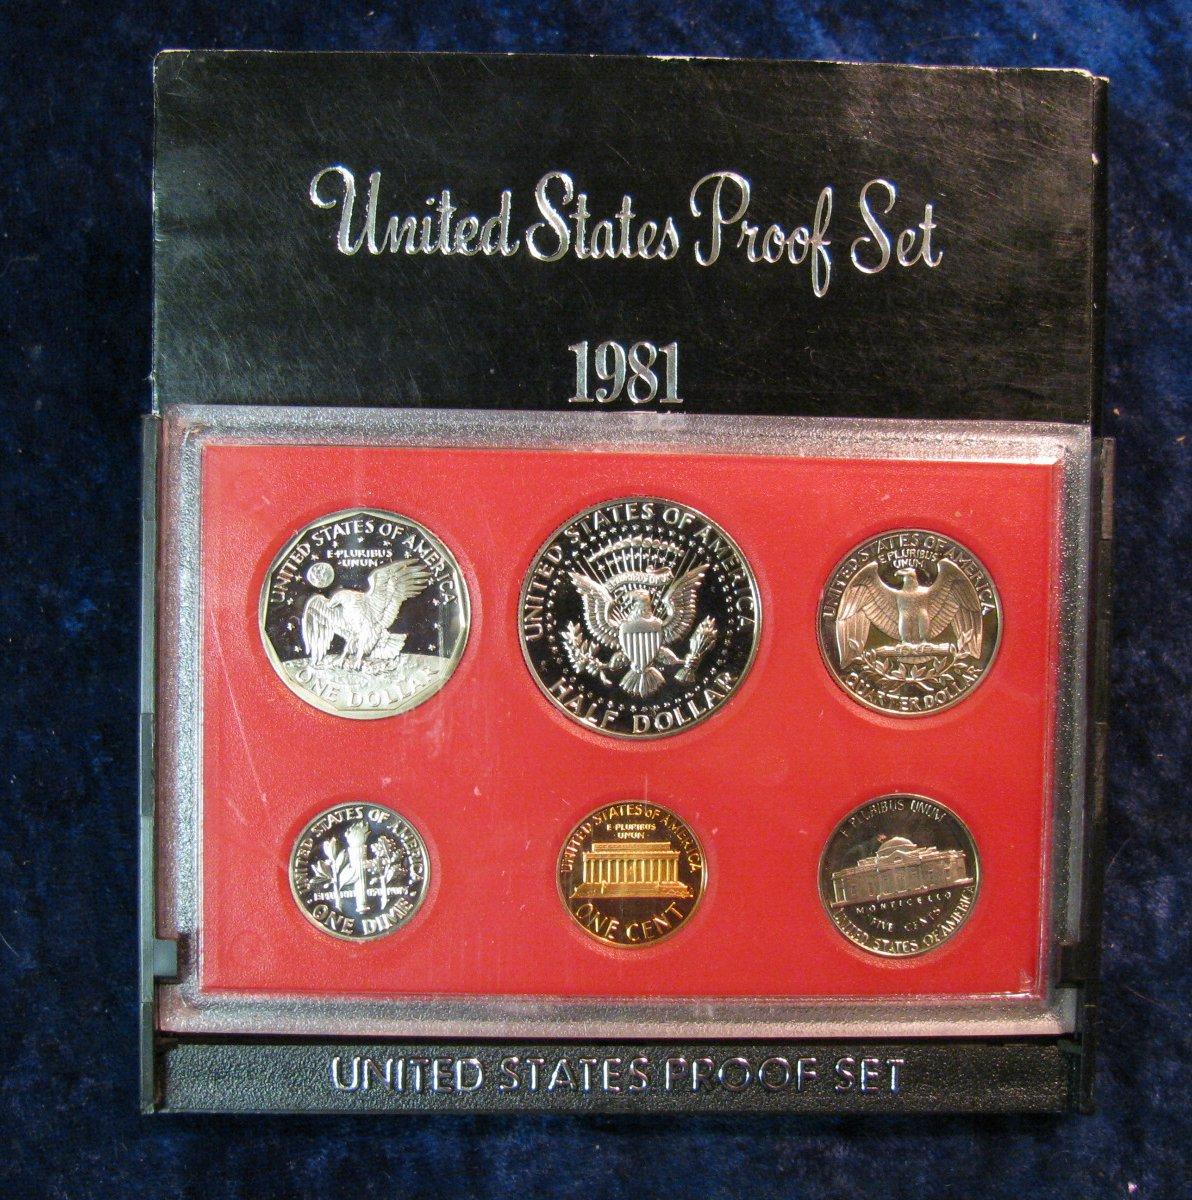 United States Proof Set
1981
UNITED STATES OF AMERICA
E·PLURIBUS
·UNUM·
ONE DOLLAR
UNITED STATES OF AMERICA
HALF DOLLAR
UNITED STATES OF AMERICA
E PLURIBUS
UNUM
QUARTER DOLLAR
UNITED STATES OF AMERICA
ONE DIME
UNITED STATES OF AMERICA
E·PLURIBUS
UNUM·
ONE CENT
E PLURIBUS UNUM
MONTICELLO
FIVE CENTS
UNITED STATES OF AMERICA
UNITED STATES PROOF SET